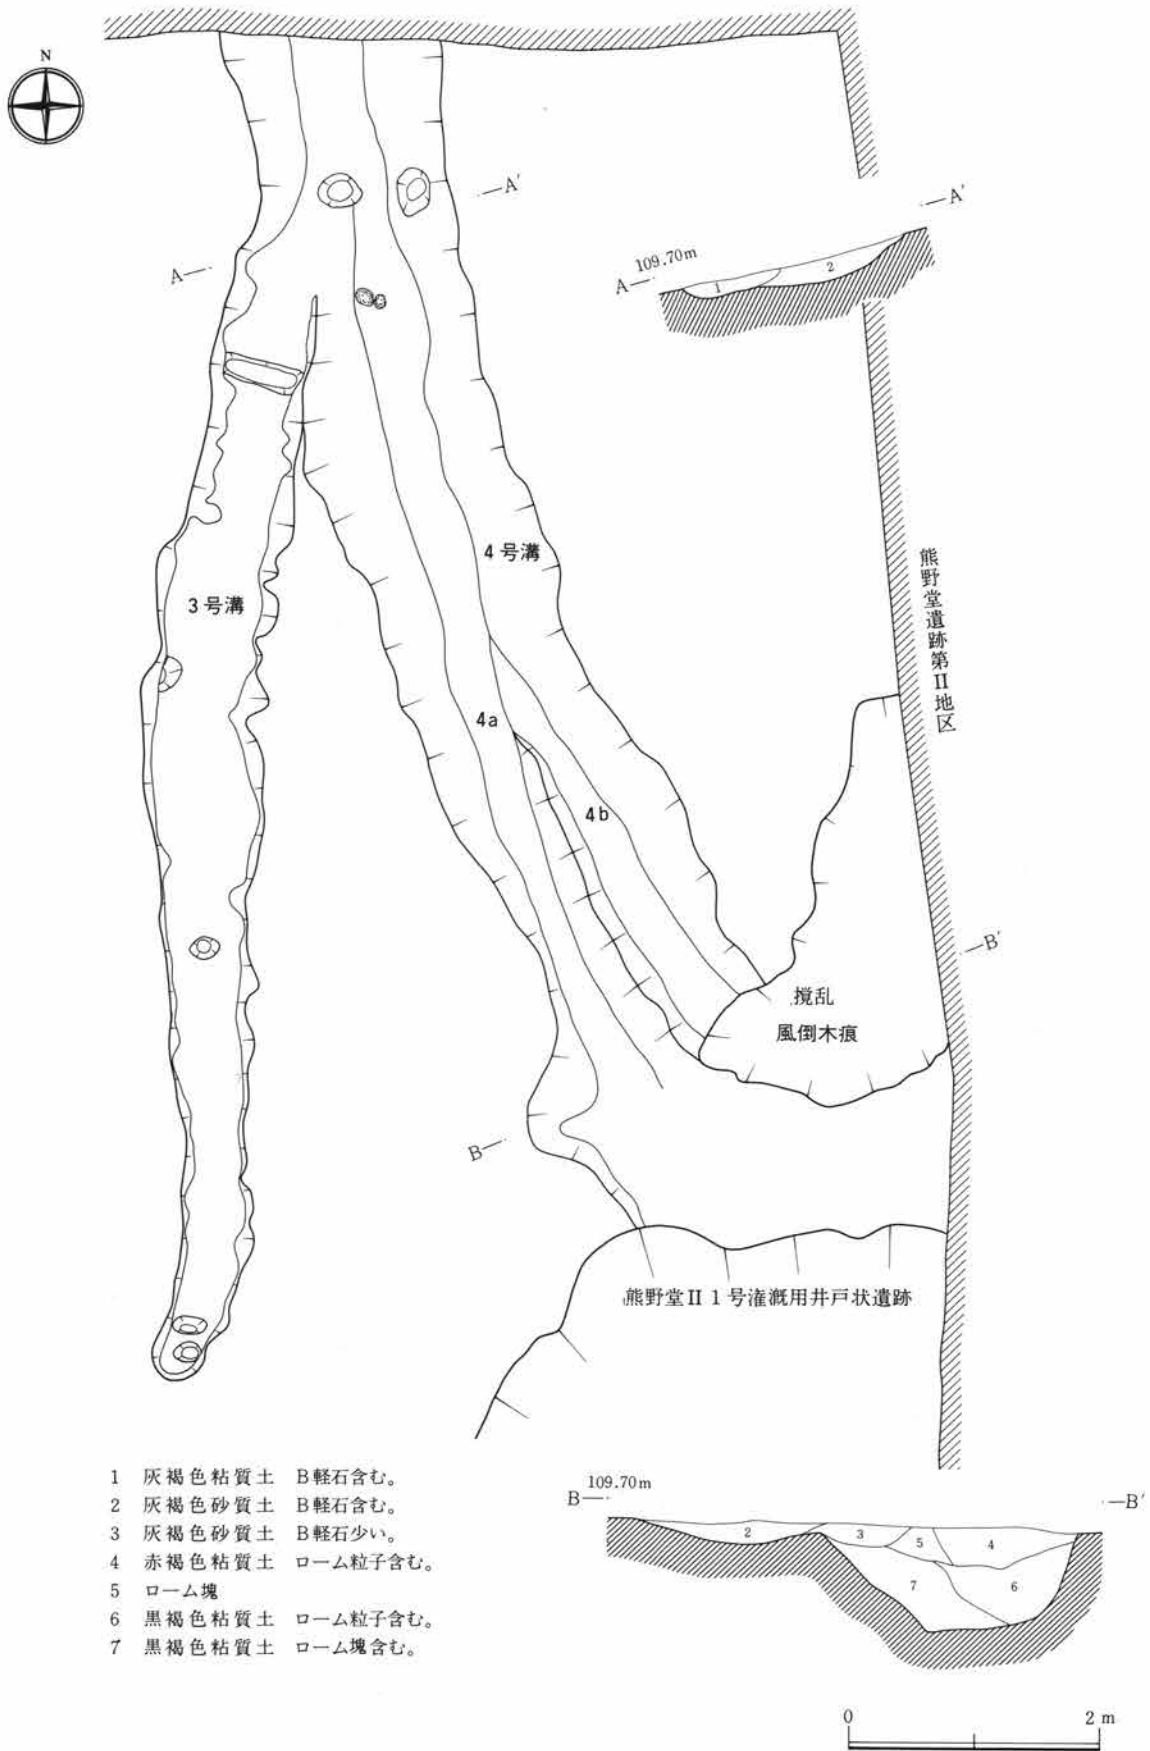 N
A
A'
A
109.70m
A'
1
2
4号溝
3号溝
熊野堂遺跡第II地区
4a
4b
B'
撹乱
風倒木痕
B
熊野堂II 1号潅漑用井戸状遺跡
1 灰褐色粘質土 B軽石含む。
2 灰褐色砂質土 B軽石含む。
3 灰褐色砂質土 B軽石少い。
4 赤褐色粘質土 ローム粒子含む。
5 ローム塊
6 黒褐色粘質土 ローム粒子含む。
7 黒褐色粘質土 ローム塊含む。
109.70m
B
B'
2
3
5
4
7
6
0 2m